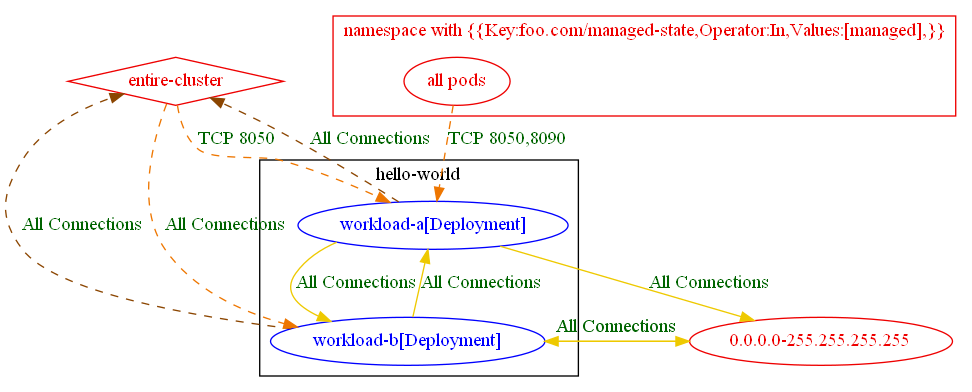 namespace with {{Key:foo.com/managed-state,Operator:In,Values:[managed],}}
entire-cluster
all pods
TCP 8050
All Connections
TCP 8050,8090
hello-world
All Connections
All Connections
workload-a[Deployment]
All Connections
All Connections
All Connections
All Connections
workload-b[Deployment]
0.0.0.0-255.255.255.255